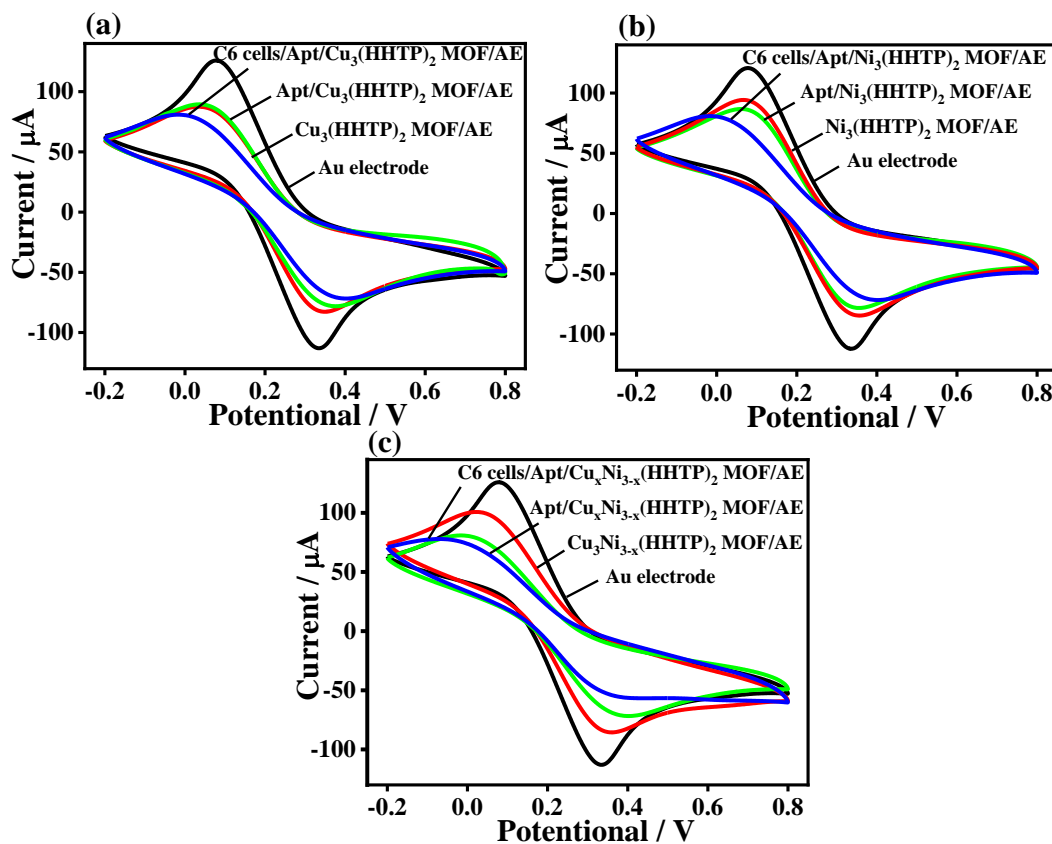 (a)
C6 cells/Apt/Cu₃(HHTP)₂ MOF/AE
Apt/Cu₃(HHTP)₂ MOF/AE
Cu₃(HHTP)₂ MOF/AE
Au electrode
100
50
0
-50
-100
Current / μA
-0.2 0.0 0.2 0.4 0.6 0.8
Potentional / V
(b)
C6 cells/Apt/Ni₃(HHTP)₂ MOF/AE
Apt/Ni₃(HHTP)₂ MOF/AE
Ni₃(HHTP)₂ MOF/AE
Au electrode
100
50
0
-50
-100
Current / μA
-0.2 0.0 0.2 0.4 0.6 0.8
Potentional / V
(c)
C6 cells/Apt/CuₓNi₃₋ₓ(HHTP)₂ MOF/AE
Apt/CuₓNi₃₋ₓ(HHTP)₂ MOF/AE
Cu₃Ni₃₋ₓ(HHTP)₂ MOF/AE
Au electrode
100
50
0
-50
-100
Current / μA
-0.2 0.0 0.2 0.4 0.6 0.8
Potentional / V